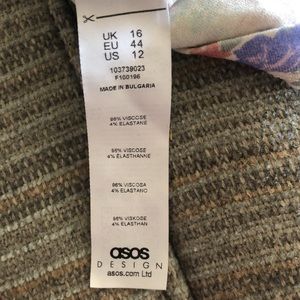 UK 16
EU 44
US 12
103739023
F100196
MADE IN BULGARIA
96% VISCOSE
4% ELASTANE
96% VISCOSE
4% ELASTHANNE
96% VISCOSA
4% ELASTANO
96% VISKOSE
4% ELASTHAN
asos
DESIGN
asos.com Ltd